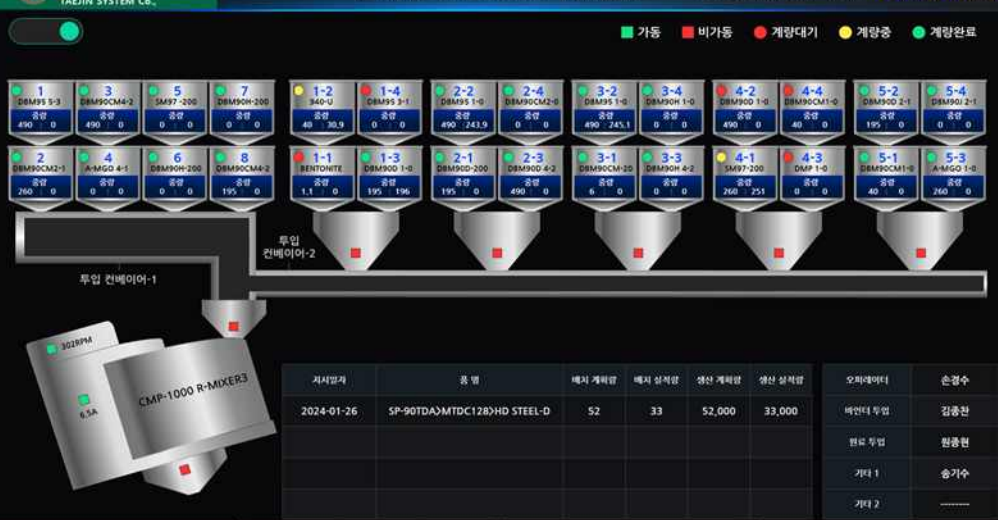 TAEJIN SYSTEM Co.,
가동 비가동 계량대기 계량중 계량완료
1 3 5 7 1-2 1-4 2-2 2-4 3-2 3-4 4-2 4-4 5-2 5-4
DBM95 5-3 DBM90CM4-2 SM97 -200 DBM90H-200 940-U DBM95 3-1 DBM95 1-0 DBM90CM2-0 DBM95 1-0 DBM90H 1-0 DBM90D 1-0 DBM90CM1-0 DBM90D 2-1 DBM90J 2-1
중량 중량 중량 중량 중량 중량 중량 중량 중량 중량 중량 중량 중량 중량
490 : 0 490 : 0 0 : 0 0 : 0 40 : 30,9 0 : 0 490 : 243,9 0 : 0 490 : 245,1 0 : 0 490 : 0 40 : 0 195 : 0 0 : 0
2 4 6 8 1-1 1-3 2-1 2-3 3-1 3-3 4-1 4-3 5-1 5-3
DBM90CM2-1 A-MGO 4-1 DBM90H-200 DBM90CM4-2 BENTONITE DBM90D 1-0 DBM90D-200 DBM90D 4-2 DBM90CM-20 DBM90H 4-2 SM97-200 DMP 1-0 DBM90CM1-0 A-MGO 1-0
중량 중량 중량 중량 중량 중량 중량 중량 중량 중량 중량 중량 중량 중량
260 : 0 0 : 0 0 : 0 195 : 0 1,1 : 0 195 : 196 195 : 0 490 : 0 6 : 0 0 : 0 260 : 251 0 : 0 40 : 0 260 : 0
투입
컨베이어-2
투입 컨베이어-1
302RPM
6,5A
CMP-1000 R-MIXER3
지시일자 품 명 배치 계획량 배치 실적량 생산 계획량 생산 실적량 오퍼레이터 손경수
2024-01-26 SP-90TDA>MTDC128>HD STEEL-D 52 33 52,000 33,000 바인더 투입 김종찬
원료 투입 원종현
기타 1 송기수
기타 2 --------